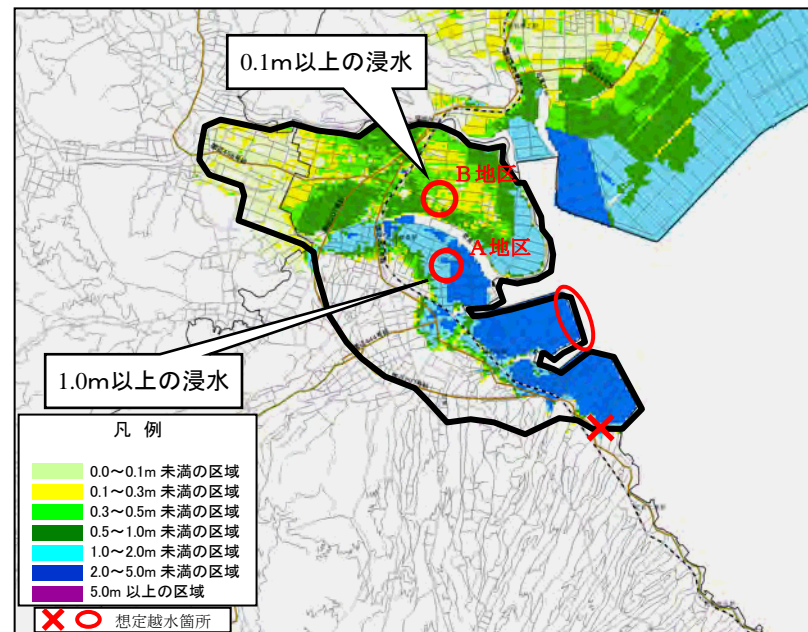 0.1ｍ以上の浸水
Ｂ地区
Ａ地区
1.0ｍ以上の浸水
凡 例
0.0～0.1m 未満の区域
0.1～0.3m 未満の区域
0.3～0.5m 未満の区域
0.5～1.0m 未満の区域
1.0～2.0m 未満の区域
2.0～5.0m 未満の区域
5.0m 以上の区域
想定越水箇所